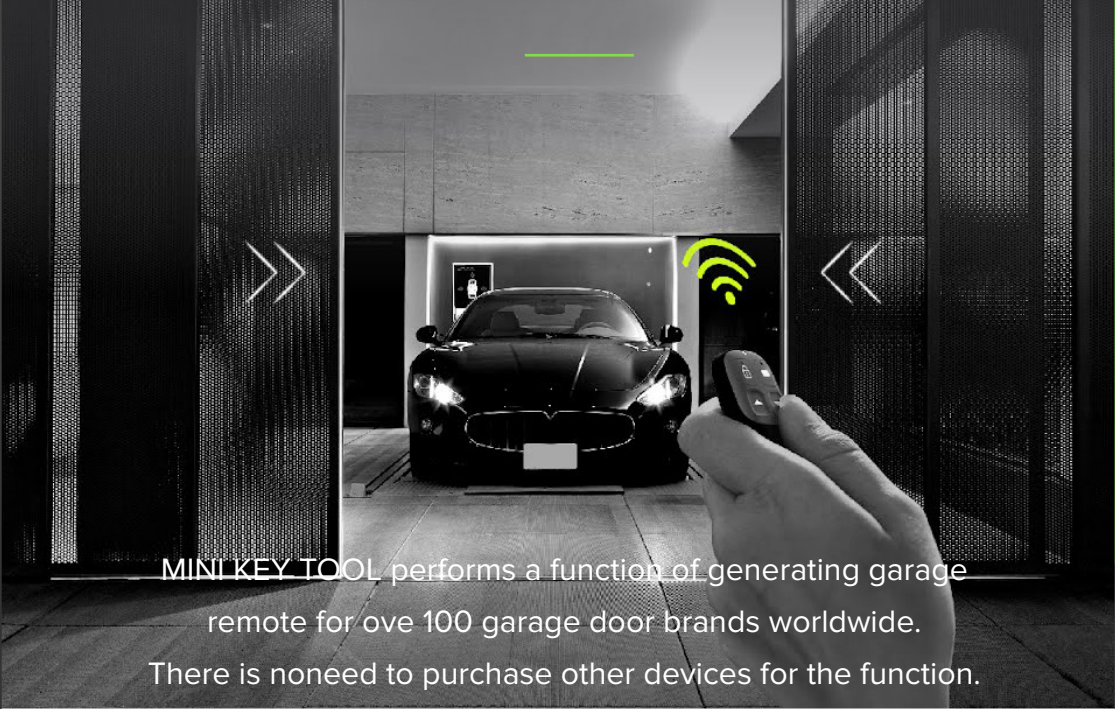 MINI KEY TOOL performs a function of generating garage
remote for ove 100 garage door brands worldwide.
There is noneed to purchase other devices for the function.